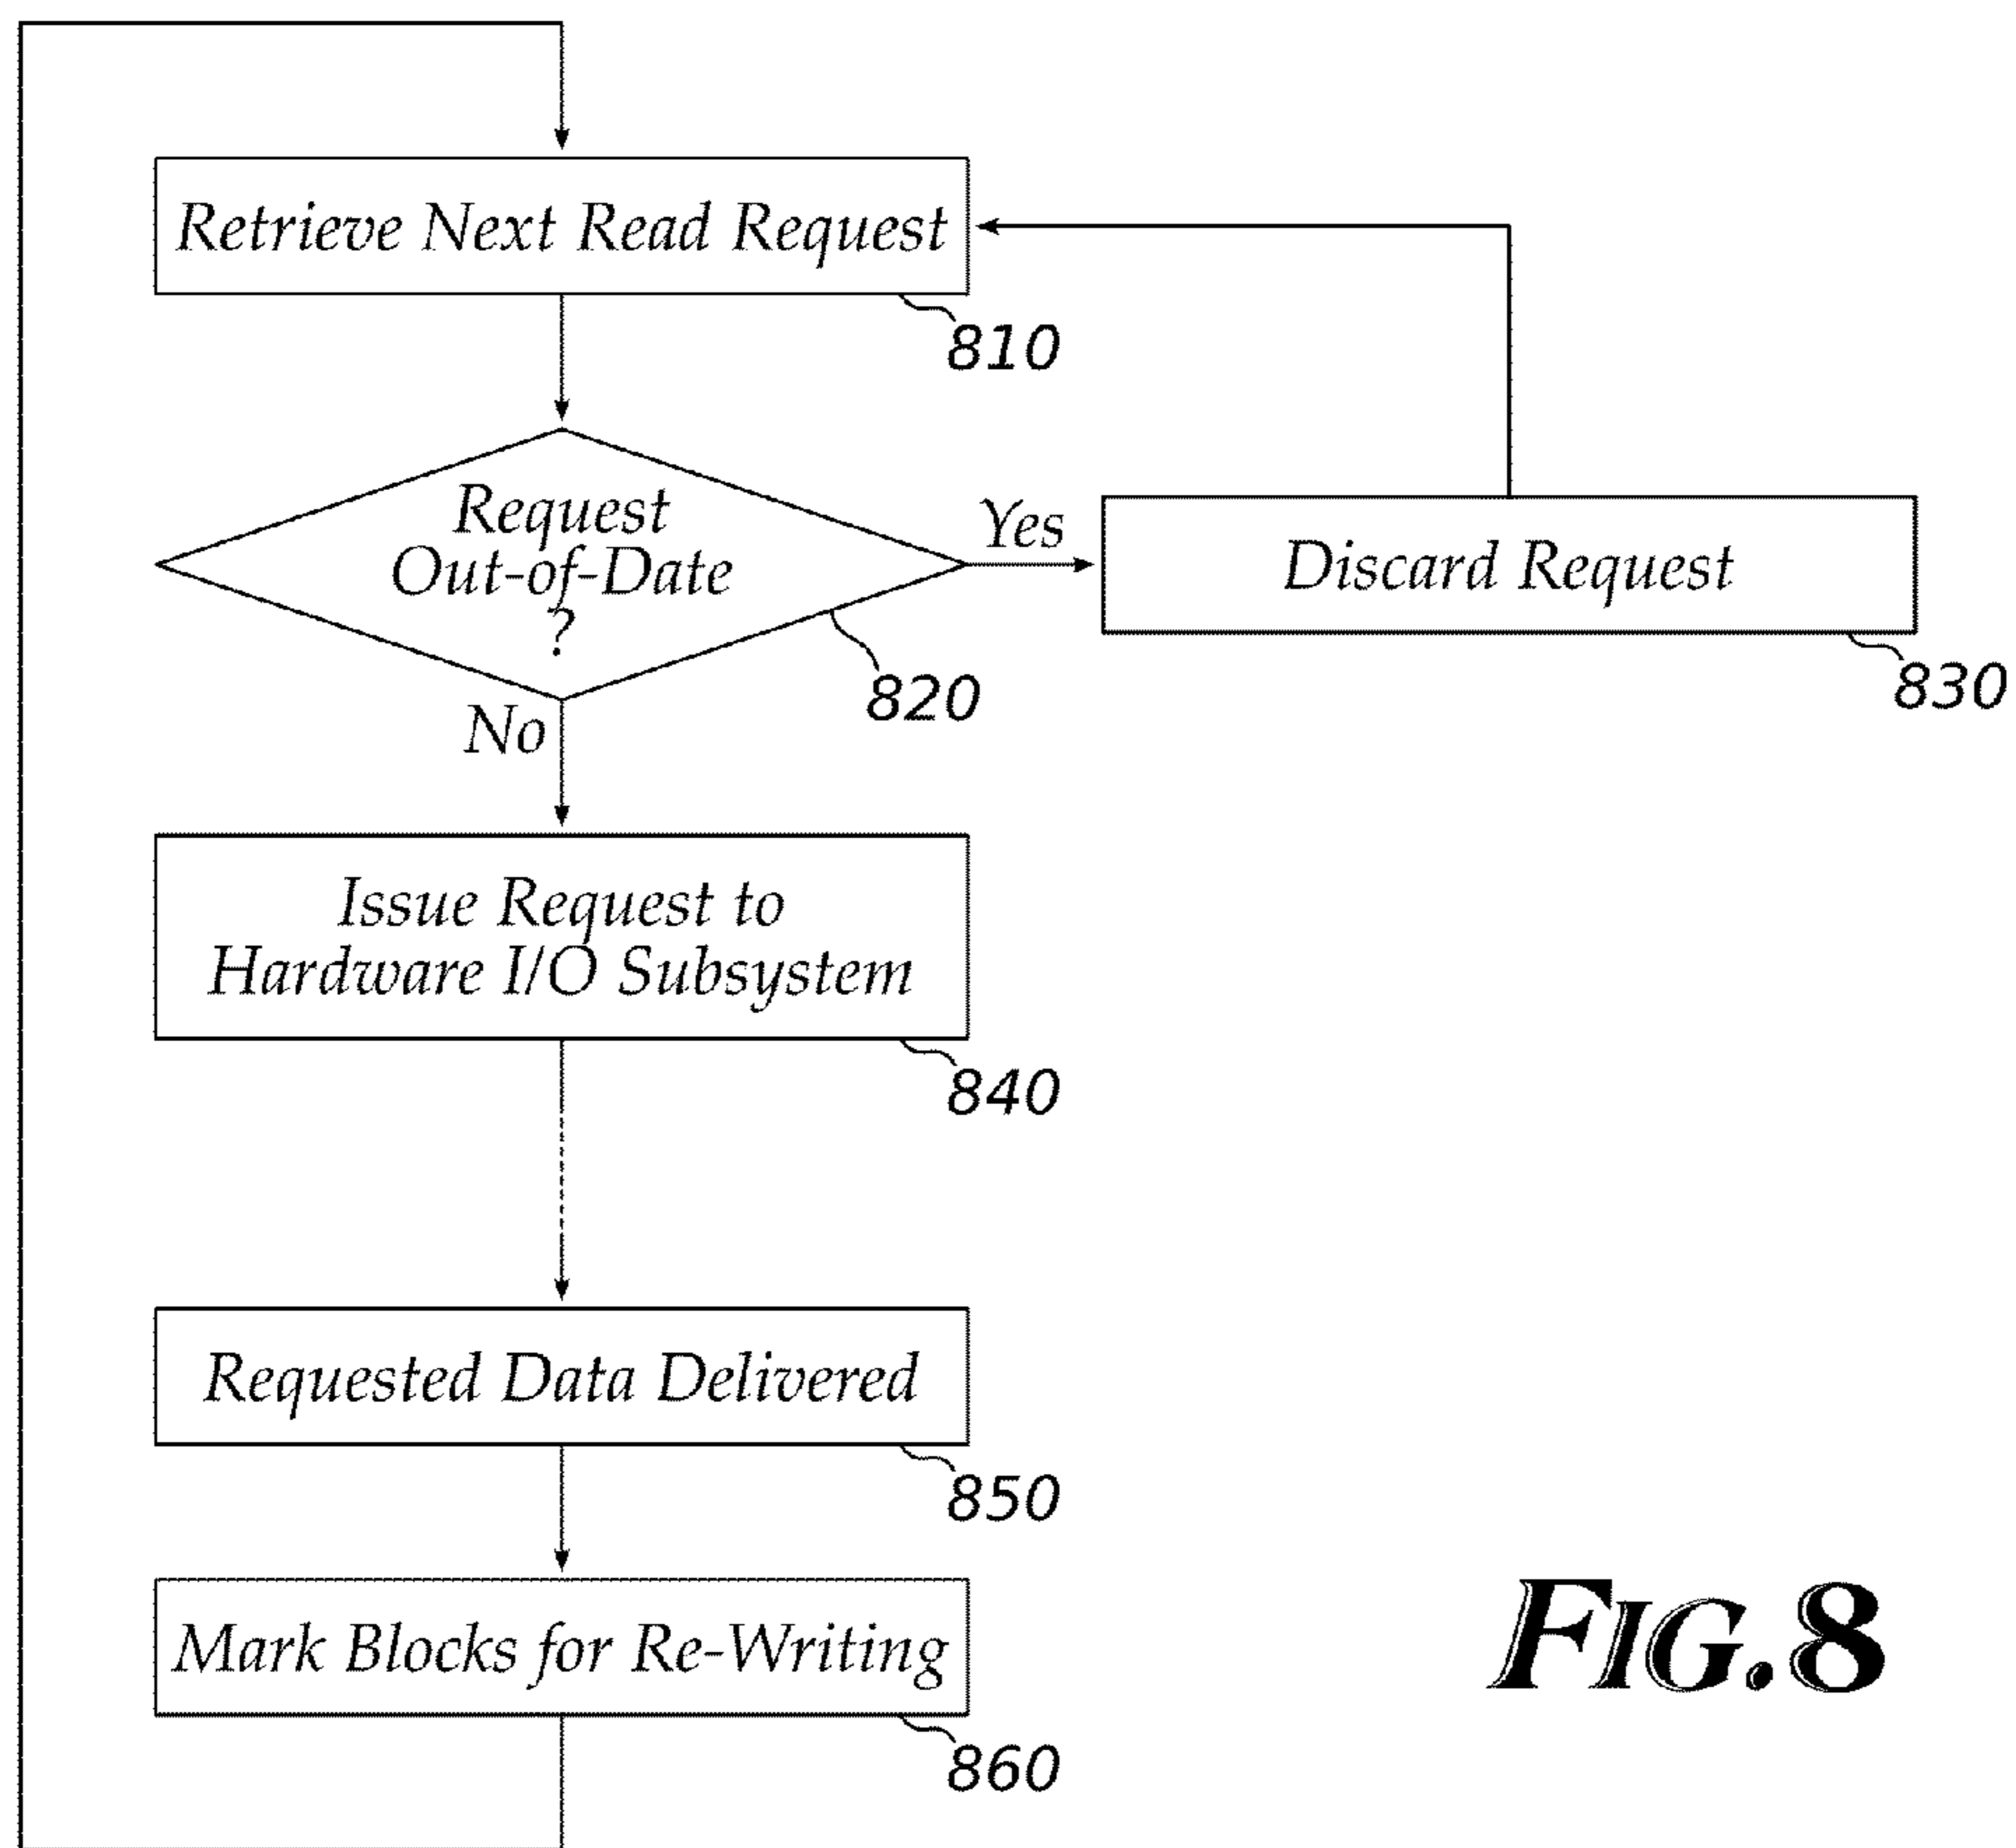 Retrieve Next Read Request
810
Request
Out-of-Date
?
Yes
820
No
Discard Request
830
Issue Request to
Hardware I/O Subsystem
840
Requested Data Delivered
850
Mark Blocks for Re-Writing
860
FIG.8